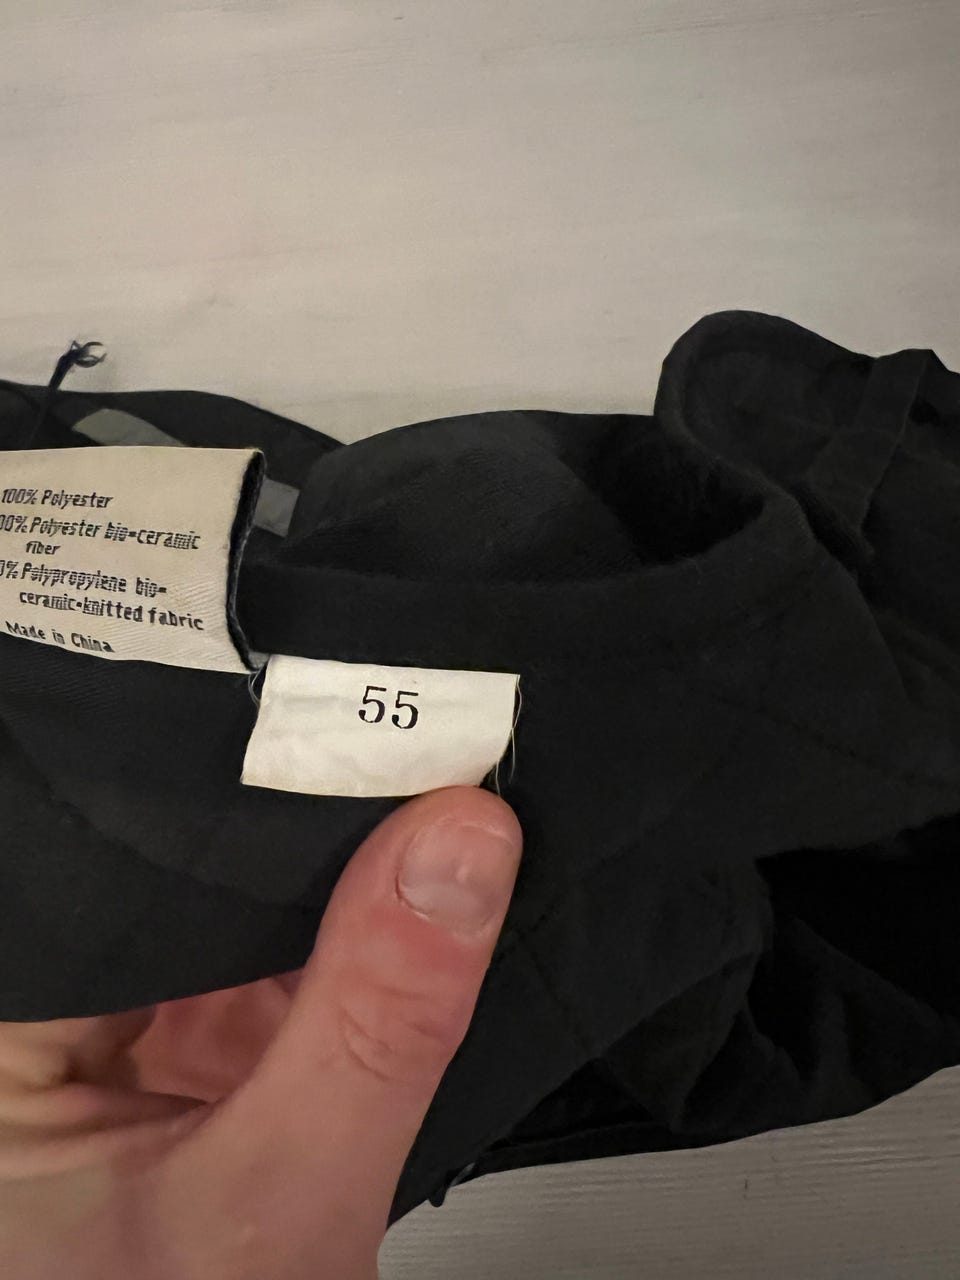 100% Polyester
00% Polyester bio-ceramic
fiber
0% Polypropylene bio-
ceramic-knitted fabric
Made in China
55